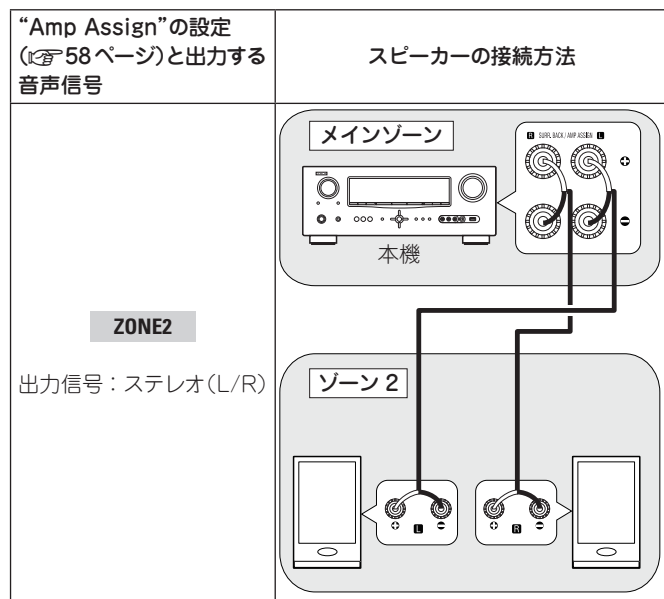 “Amp Assign”の設定
(☞58ページ)と出力する
音声信号
スピーカーの接続方法
ZONE2
出力信号：ステレオ(L/R)
メインゾーン
R SURR. BACK / AMP ASSIGN L
本機
ゾーン2
L
R